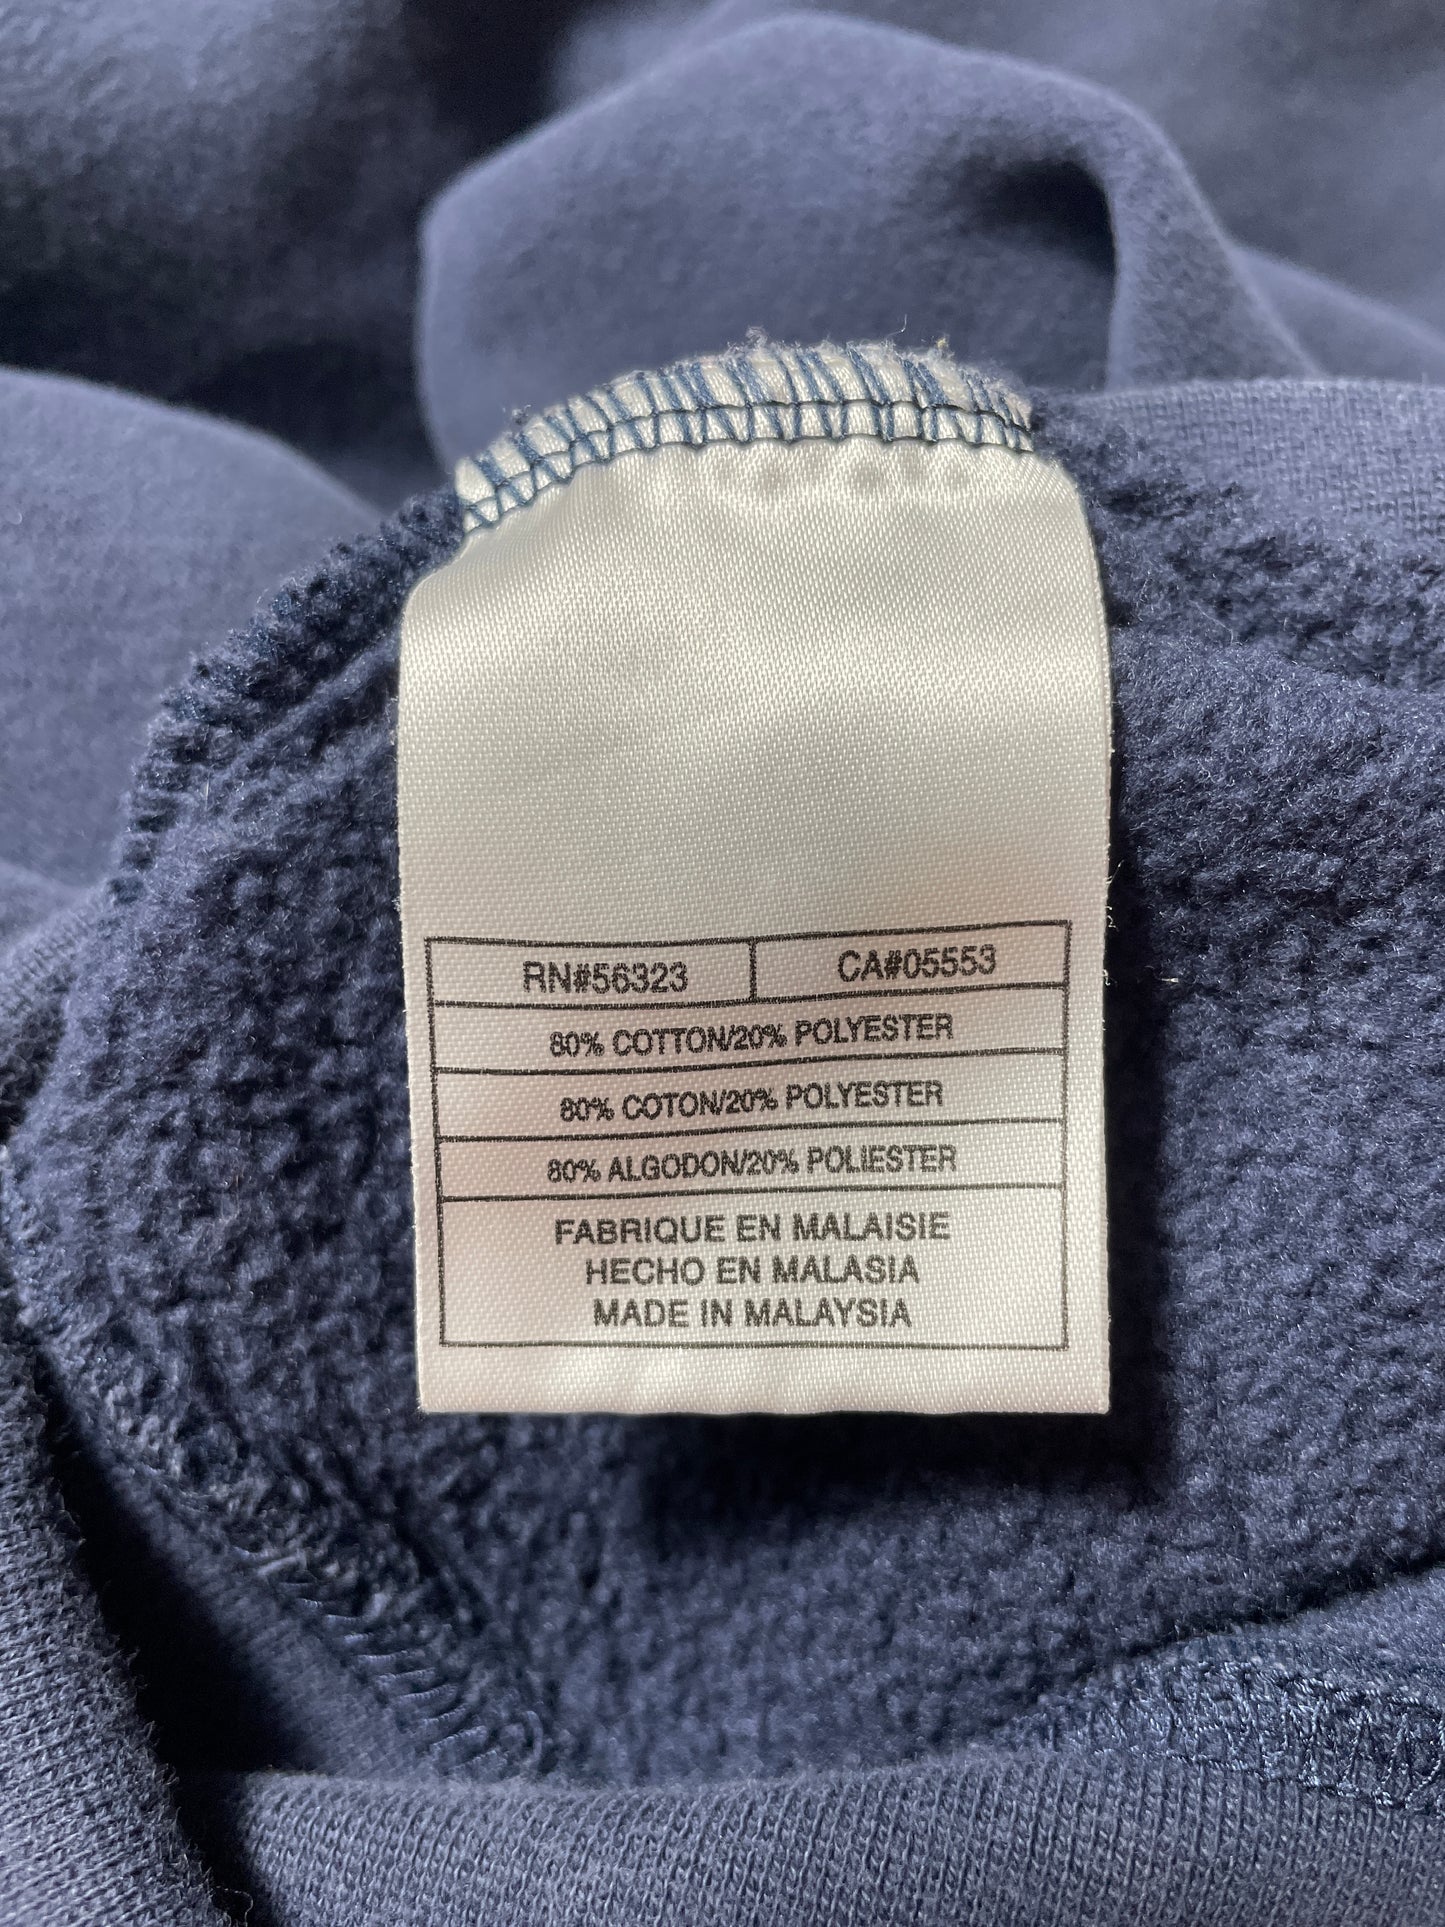 RN#56323 CA#05553
80% COTTON/20% POLYESTER
80% COTON/20% POLYESTER
80% ALGODON/20% POLIESTER
FABRIQUE EN MALAISIE
HECHO EN MALASIA
MADE IN MALAYSIA